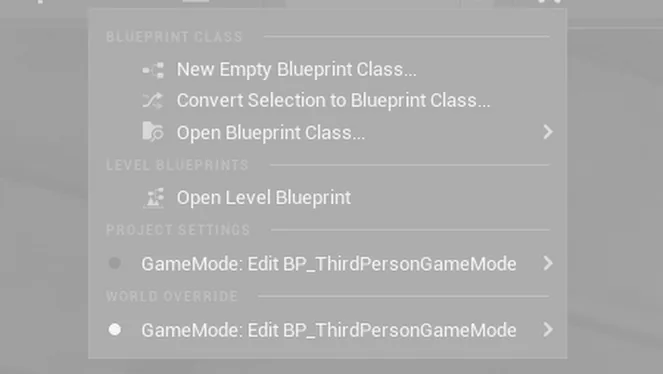 BLUEPRINT CLASS
New Empty Blueprint Class...
Convert Selection to Blueprint Class...
Open Blueprint Class...
LEVEL BLUEPRINTS
Open Level Blueprint
PROJECT SETTINGS
GameMode: Edit BP_ThirdPersonGameMode
WORLD OVERRIDE
GameMode: Edit BP_ThirdPersonGameMode